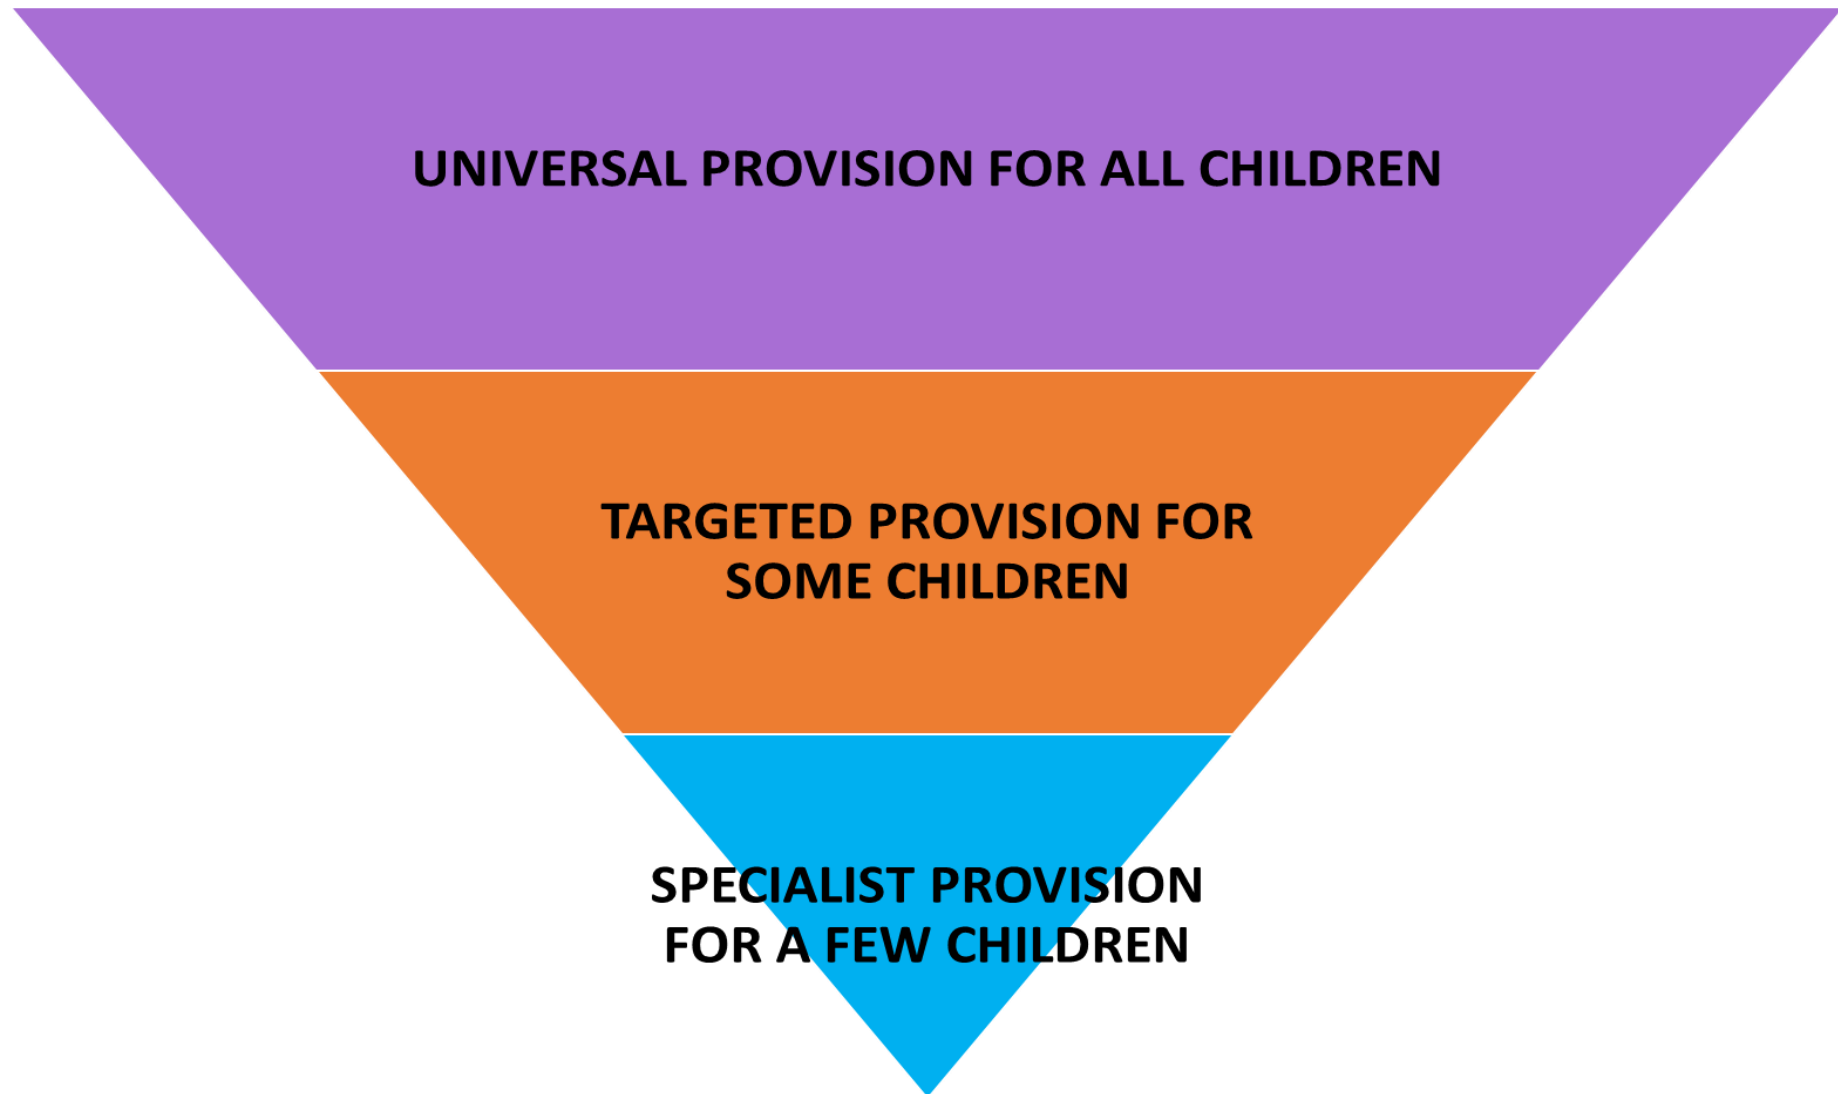 UNIVERSAL PROVISION FOR ALL CHILDREN
TARGETED PROVISION FOR
SOME CHILDREN
SPECIALIST PROVISION
FOR A FEW CHILDREN